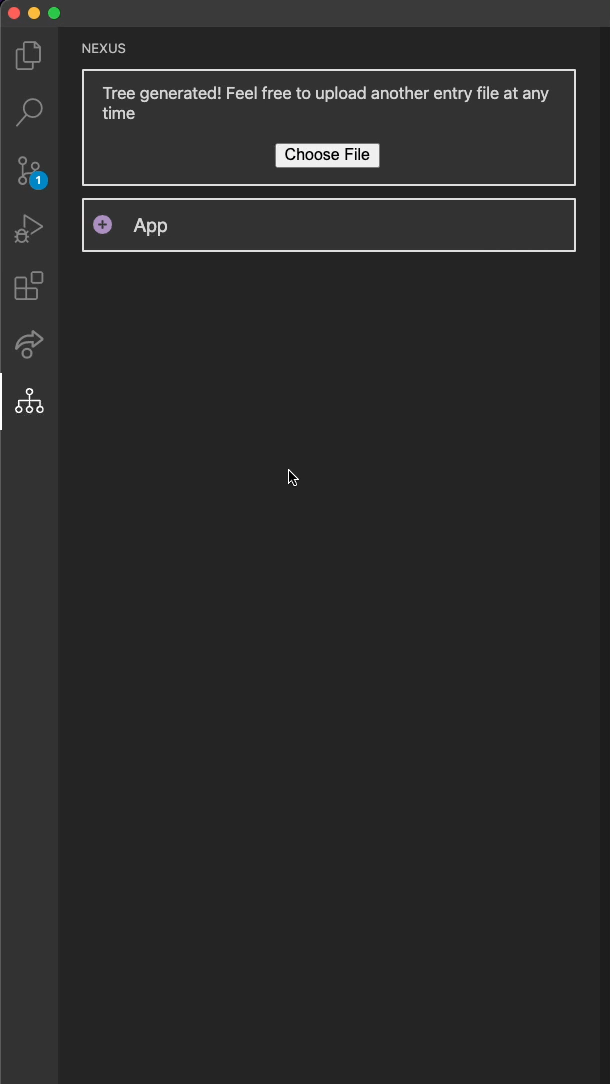 NEXUS
Tree generated! Feel free to upload another entry file at any
time
Choose File
1
App